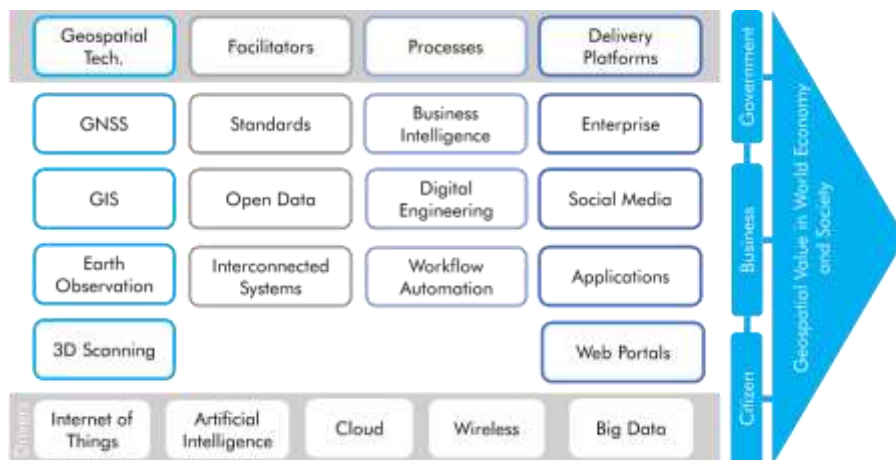 Geospatial
Tech.
Facilitators
Processes
Delivery
Platforms
GNSS
Standards
Business
Intelligence
Enterprise
GIS
Open Data
Digital
Engineering
Social Media
Earth
Observation
Interconnected
Systems
Workflow
Automation
Applications
3D Scanning
Web Portals
Drivers
Internet of
Things
Artificial
Intelligence
Cloud
Wireless
Big Data
Government
Business
Citizen
Geospatial Value in World Economy
and Society